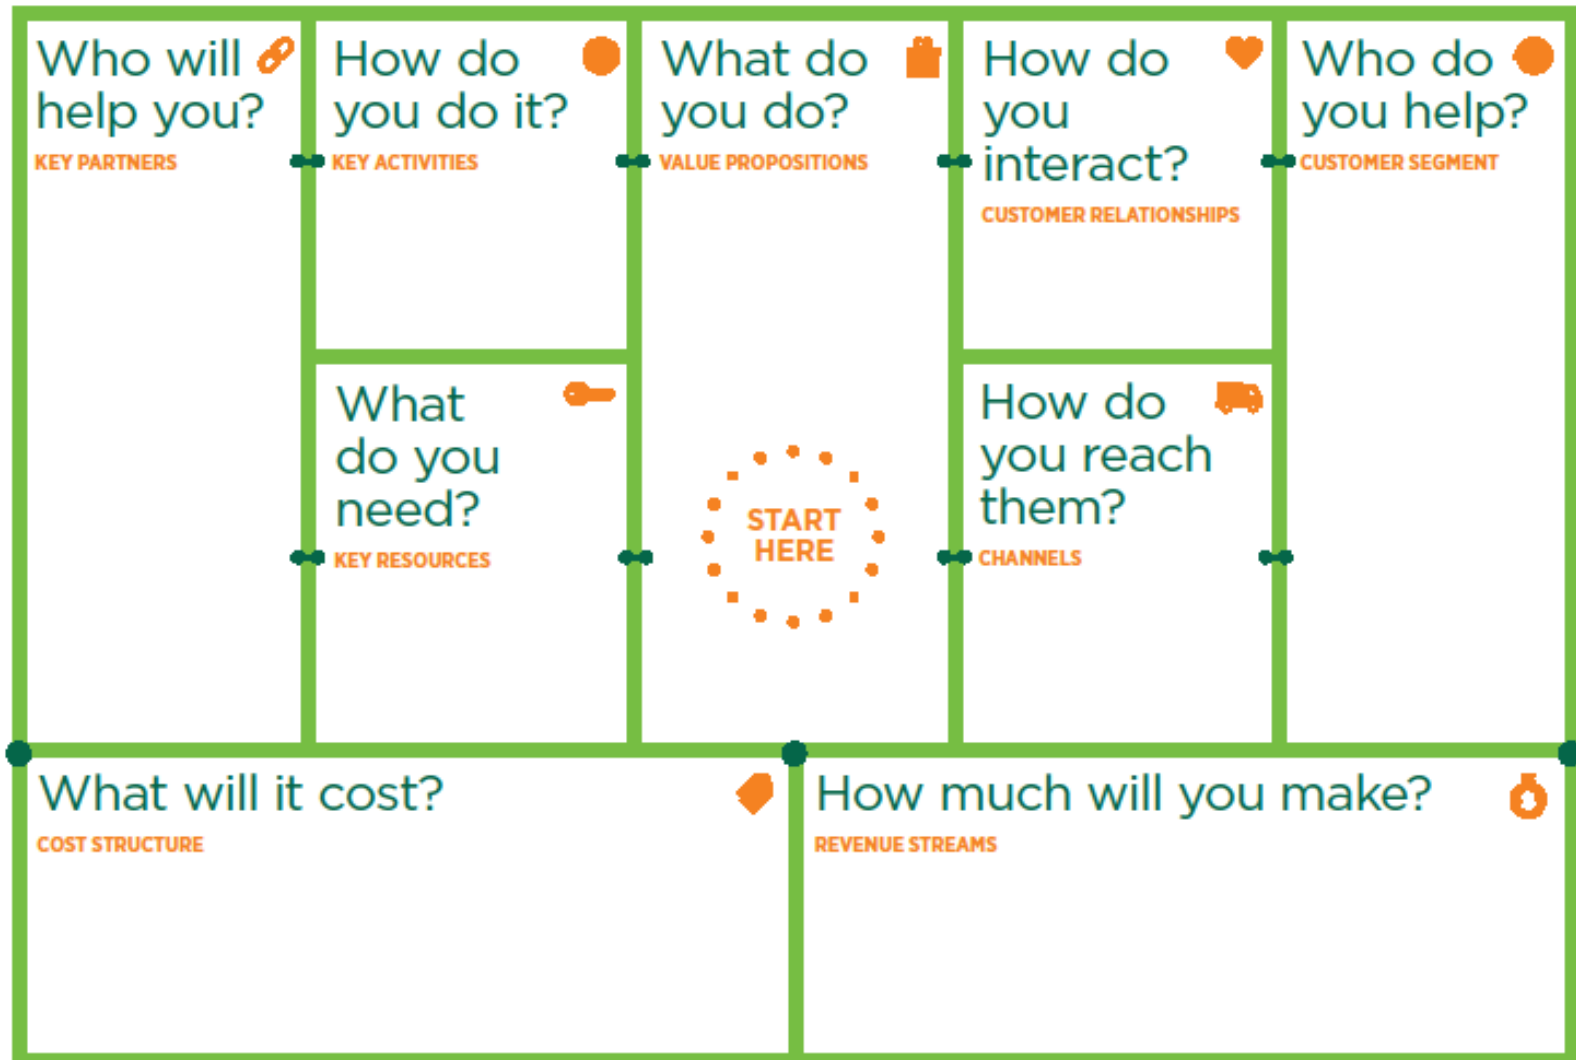 Who will
help you?
KEY PARTNERS
How do
you do it?
KEY ACTIVITIES
What
do you
need?
KEY RESOURCES
What do
you do?
VALUE PROPOSITIONS
START
HERE
How do
you
interact?
CUSTOMER RELATIONSHIPS
How do
you reach
them?
CHANNELS
Who do
you help?
CUSTOMER SEGMENT
What will it cost?
COST STRUCTURE
How much will you make?
REVENUE STREAMS